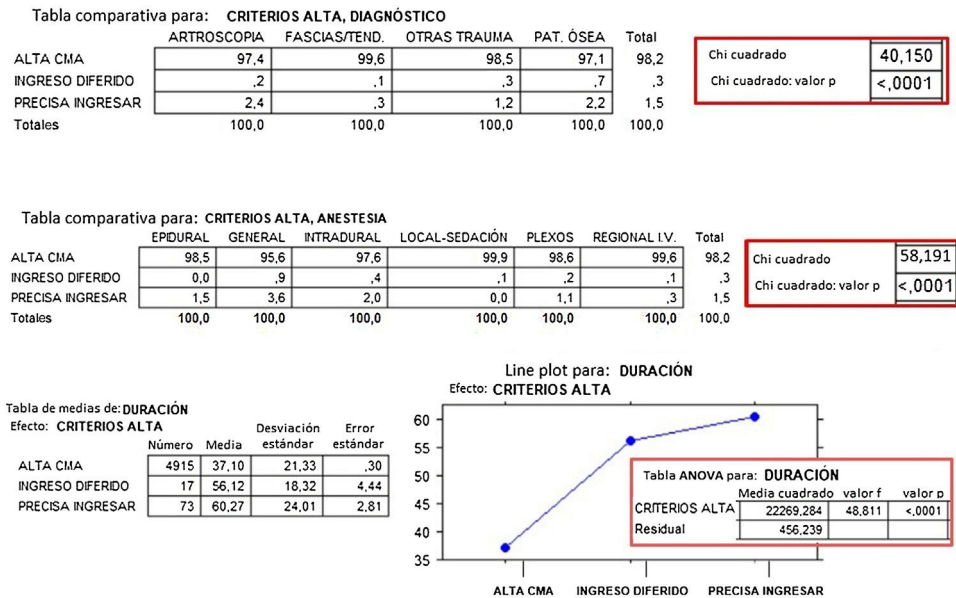 Tabla comparativa para: CRITERIOS ALTA, DIAGNÓSTICO
ARTROSCOPIA FASCIAS/TEND. OTRAS TRAUMA PAT. ÓSEA Total
ALTA CMA 97,4 99,6 98,5 97,1 98,2
INGRESO DIFERIDO ,2 ,1 ,3 ,7 ,3
PRECISA INGRESAR 2,4 ,3 1,2 2,2 1,5
Totales 100,0 100,0 100,0 100,0 100,0
Chi cuadrado 40,150
Chi cuadrado: valor p <,0001
Tabla comparativa para: CRITERIOS ALTA, ANESTESIA
EPIDURAL GENERAL INTRADURAL LOCAL-SEDACIÓN PLEXOS REGIONAL I.V. Total
ALTA CMA 98,5 95,6 97,6 99,9 98,6 99,6 98,2
INGRESO DIFERIDO 0,0 ,9 ,4 ,1 ,2 ,1 ,3
PRECISA INGRESAR 1,5 3,6 2,0 0,0 1,1 ,3 1,5
Totales 100,0 100,0 100,0 100,0 100,0 100,0 100,0
Chi cuadrado 58,191
Chi cuadrado: valor p <,0001
Tabla de medias de: DURACIÓN
Efecto: CRITERIOS ALTA
Número Media Desviación estándar Error estándar
ALTA CMA 4915 37,10 21,33 ,30
INGRESO DIFERIDO 17 56,12 18,32 4,44
PRECISA INGRESAR 73 60,27 24,01 2,81
Line plot para: DURACIÓN
Efecto: CRITERIOS ALTA
60
55
50
45
40
35
Tabla ANOVA para: DURACIÓN
Media cuadrado valor f valor p
CRITERIOS ALTA 22269,284 48,811 <,0001
Residual 456,239
ALTA CMA INGRESO DIFERIDO PRECISA INGRESAR